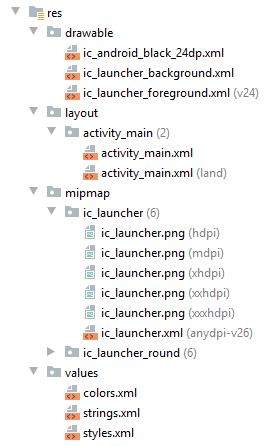 res
drawable
ic_android_black_24dp.xml
ic_launcher_background.xml
ic_launcher_foreground.xml (v24)
layout
activity_main (2)
activity_main.xml
activity_main.xml (land)
mipmap
ic_launcher (6)
ic_launcher.png (hdpi)
ic_launcher.png (mdpi)
ic_launcher.png (xhdpi)
ic_launcher.png (xxhdpi)
ic_launcher.png (xxxhdpi)
ic_launcher.xml (anydpi-v26)
ic_launcher_round (6)
values
colors.xml
strings.xml
styles.xml